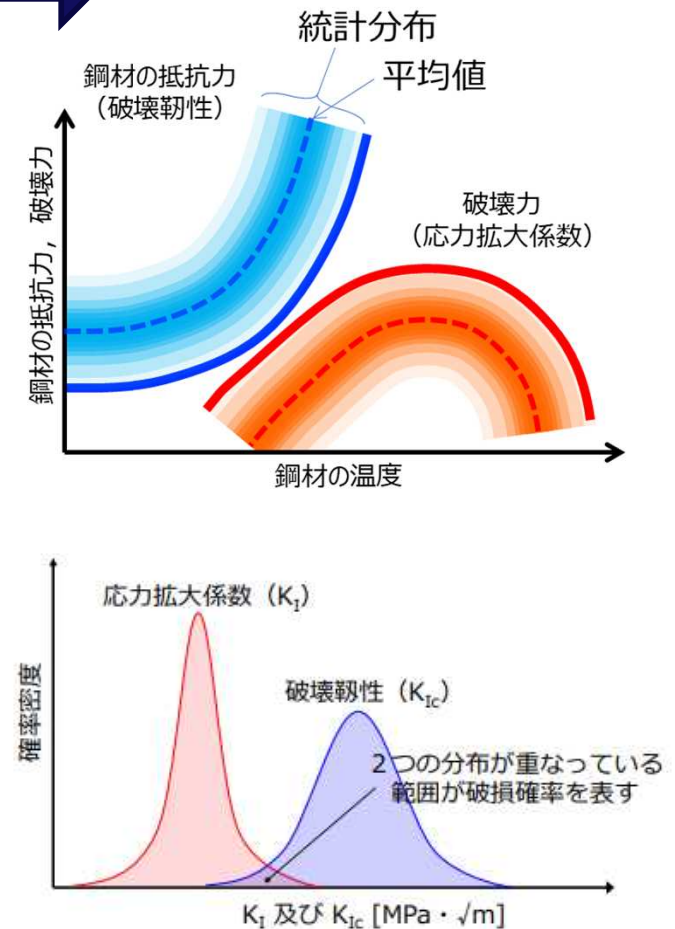 統計分布
平均値
鋼材の抵抗力
（破壊靭性）
鋼材の抵抗力，破壊力
破壊力
（応力拡大係数）
鋼材の温度
応力拡大係数（KI）
破壊靭性（KIc）
2つの分布が重なっている
範囲が破損確率を表す
確率密度
KI 及び KIc [MPa・√m]